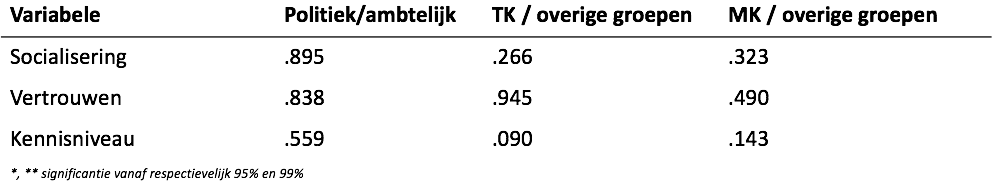 Variabele Politiek/ambtelijk TK / overige groepen MK / overige groepen
Socialisering .895 .266 .323
Vertrouwen .838 .945 .490
Kennisniveau .559 .090 .143
*, ** significantie vanaf respectievelijk 95% en 99%